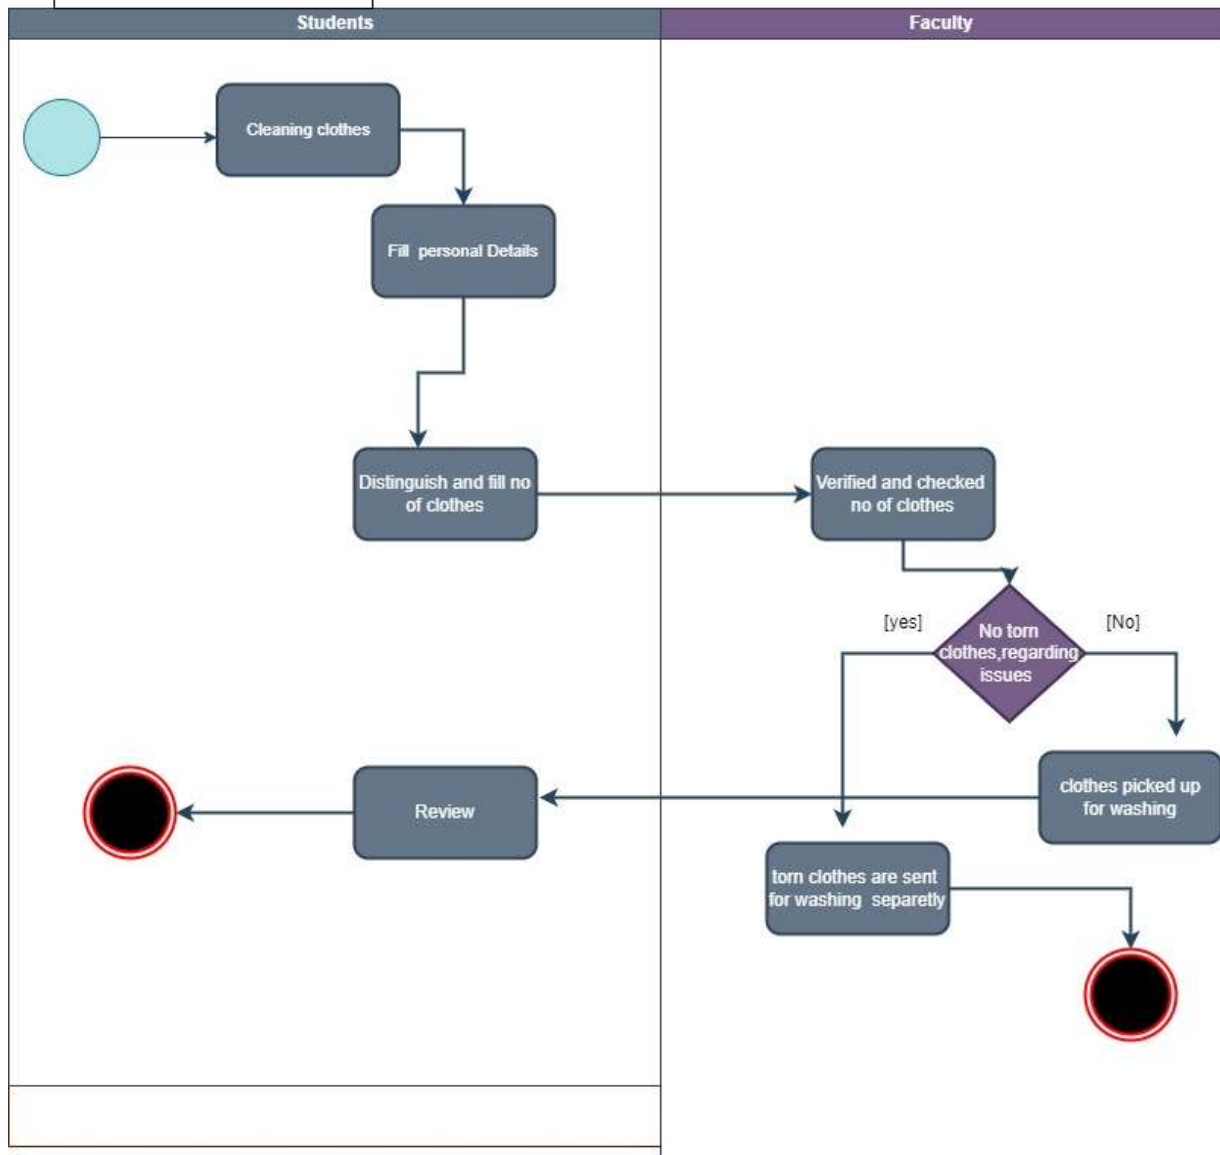 Students
Faculty
Cleaning clothes
Fill personal Details
Distinguish and fill no
of clothes
Verified and checked
no of clothes
[yes]
No torn
clothes,regarding
issues
[No]
Review
clothes picked up
for washing
torn clothes are sent
for washing separetly